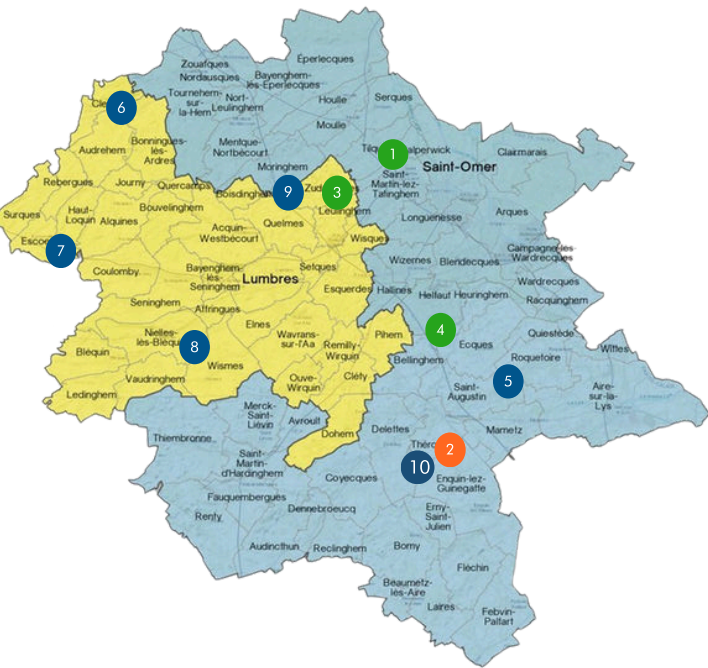 Éperlecques
Zouafques
Nordausques
Bayenghem-
lès-Eperlecques
Tournehem-
sur-
la-Hem
Nort-
Leulinghem
Houlle
Serques
Moulle
6
Audrehem
Bonningues-
lès-
Ardres
Mentque-
Nortbécourt
1
Saint-Omer
Clairmarais
Moringhem
Saint-
Martin-lez-
Tatinghem
Rebergues
Journy
Quercamps
Boisdinghem
9
3
Leulinghem
Surques
Haut-
Loquin
Alquines
Bouvelinghem
Quelmes
Longuenesse
Arques
Acquin-
Westbécourt
Wisques
7
Campagne-les-
Wardrecques
Coulomby
Bayenghem-
lès-
Seninghem
Lumbres
Setques
Wizernes
Blendecques
Wardrecques
Esquerdes
Hallines
Helfaut
Heuringhem
Racquinghem
Seninghem
Affringues
Elnes
Nielles-
lès-Bléqu
8
Wavrans-
sur-l'Aa
Remilly-
Wirquin
Pihem
4
Ecques
Quiestède
Bléquin
Wismes
Bellinghem
Roquetoire
Wittes
Vaudringhem
Ouve-
Wirquin
Cléty
Saint-
Augustin
5
Aire-
sur-la-
Lys
Ledinghem
Merck-
Saint-
Liévin
Avroult
Dohem
Delettes
Mametz
Thiembronne
2
10
Saint-
Martin-
d'Hardinghem
Coyecques
Enquin-lez-
Guinegatte
Fauquembergues
Dennebroeucq
Erny-
Saint-
Julien
Renty
Audincthun
Reclinghem
Bomy
Fléchin
Beaumetz-
lès-Aire
Laires
Febvin-
Palfart